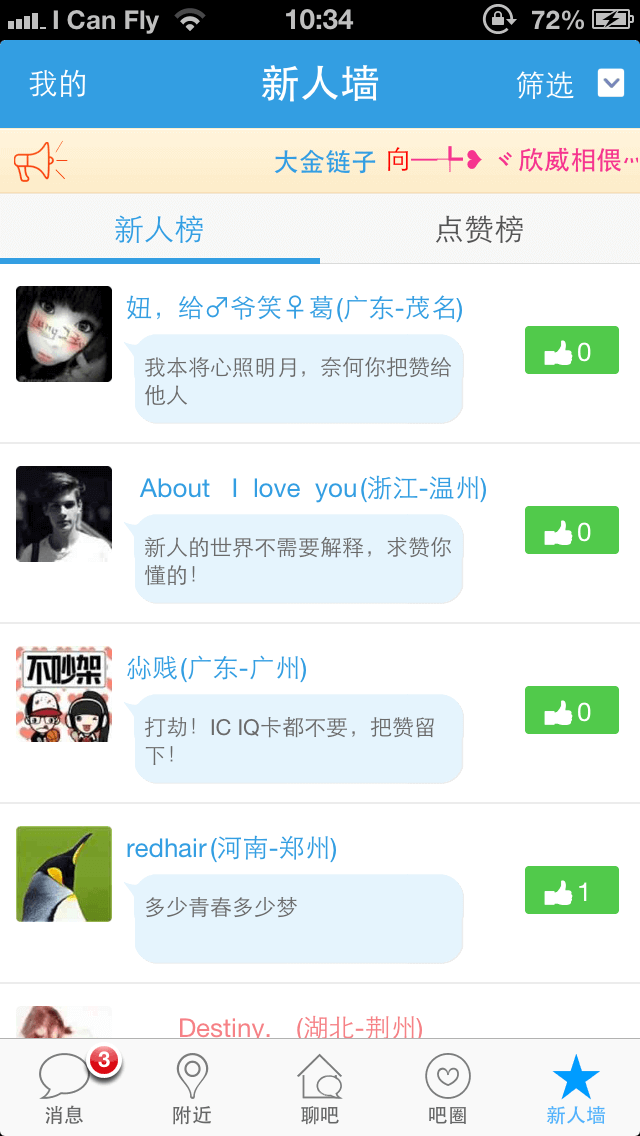 I Can Fly 10:34 72%
我的 新人墙 筛选
大金链子 向 欣威相偎...
新人榜 点赞榜
妞，给♂爷笑♀葛(广东-茂名)
我本将心照明月，奈何你把赞给
他人
0
About I love you(浙江-温州)
新人的世界不需要解释，求赞你
懂的！
0
不吵架
尛贱(广东-广州)
打劫！IC IQ卡都不要，把赞留
下！
0
redhair(河南-郑州)
多少青春多少梦
1
Destiny. (湖北-荆州)
3
消息 附近 聊吧 吧圈 新人墙